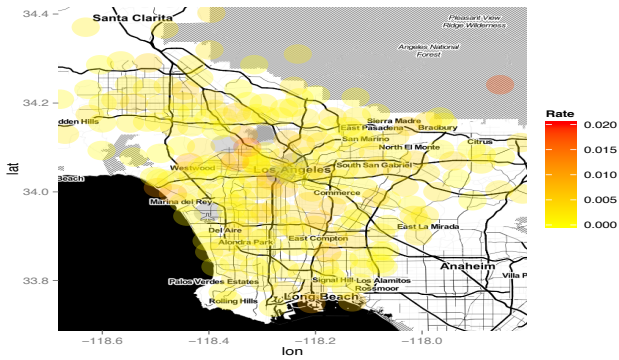 34.4
Santa Clarita
Pleasant View
Ridge Wilderness
Angeles National
Forest
34.2
Rate
0.020
0.015
0.010
0.005
0.000
dden Hills
Sierra Madre
East Pasadena
Bradbury
San Marino
North El Monte
Citrus
lat
Westwood
Los Angeles
South San Gabriel
Beach
34.0
Commerce
Marina del Rey
Del Aire
East La Mirada
Alondra Park
East Compton
Anaheim
33.8
Palos Verdes Estates
Signal Hill
Los Alamitos
Villa P
Rossmoor
Rolling Hills
Long Beach
−118.6
−118.4
−118.2
−118.0
lon